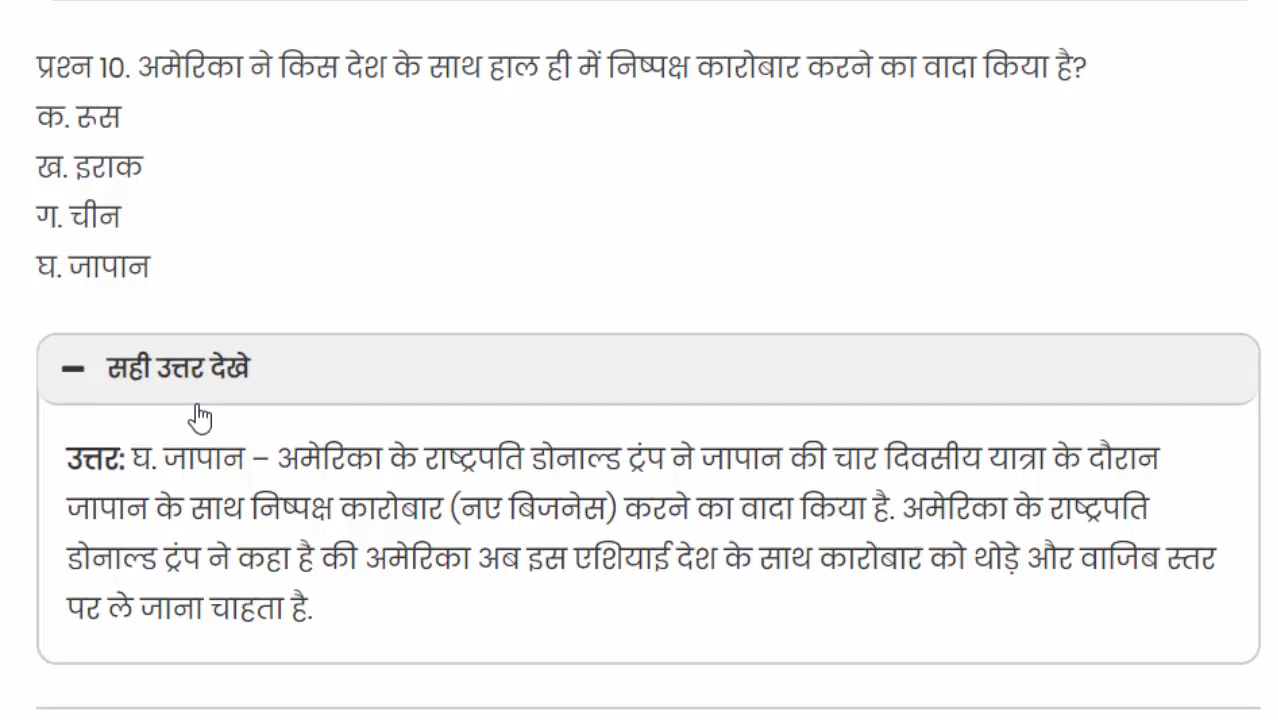 प्रश्न 10. अमेरिका ने किस देश के साथ हाल ही में निष्पक्ष कारोबार करने का वादा किया है?
क. रूस
ख. इराक
ग. चीन
घ. जापान
सही उत्तर देखे
उत्तर: घ. जापान – अमेरिका के राष्ट्रपति डोनाल्ड ट्रंप ने जापान की चार दिवसीय यात्रा के दौरान
जापान के साथ निष्पक्ष कारोबार (नए बिजनेस) करने का वादा किया है. अमेरिका के राष्ट्रपति
डोनाल्ड ट्रंप ने कहा है की अमेरिका अब इस एशियाई देश के साथ कारोबार को थोड़े और वाजिब स्तर
पर ले जाना चाहता है.